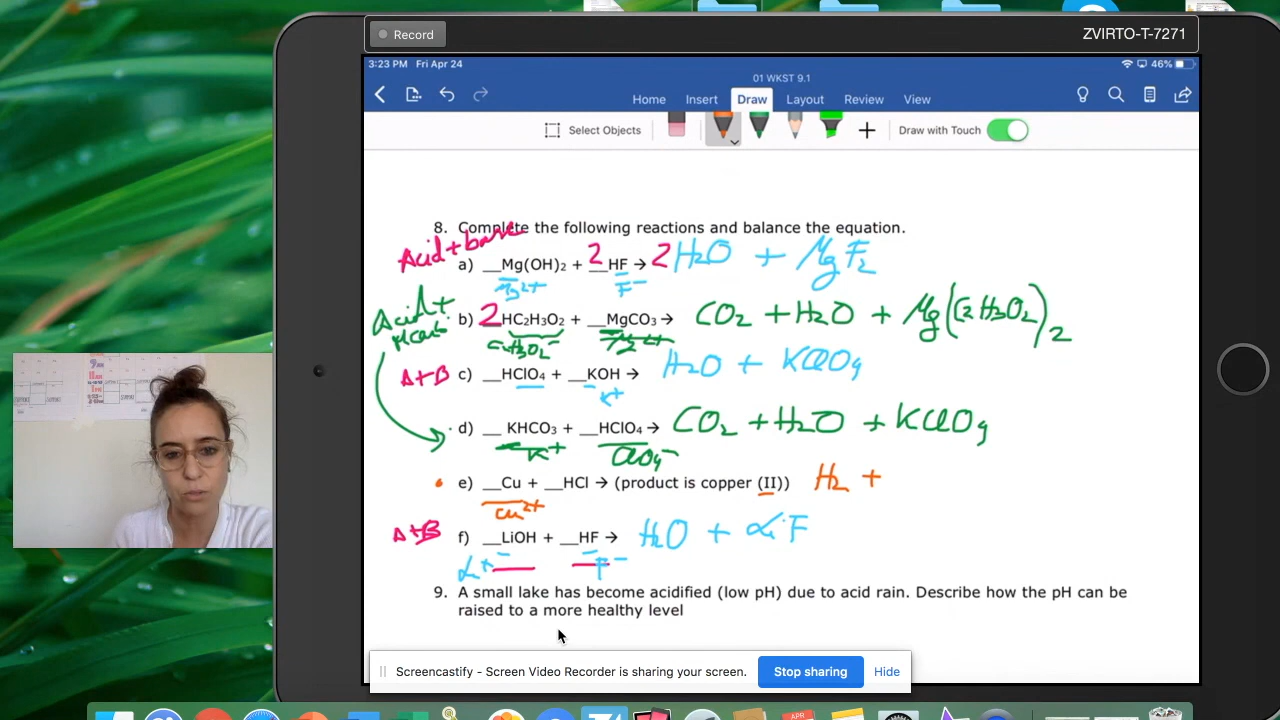 Record
ZVIRTO-T-7271
3:23 PM Fri Apr 24
46%
01 WKST 9.1
Home Insert Draw Layout Review View
Select Objects
Draw with Touch
8. Complete the following reactions and balance the equation.
Acid + base
a) __Mg(OH)₂ + 2 __HF → 2 H₂O + MgF₂
Mg²⁺ F⁻
Acid +
b) 2 __HC₂H₃O₂ + __MgCO₃ → CO₂ + H₂O + Mg(C₂H₃O₂)₂
C₂H₃O₂⁻
A+B c) __HClO₄ + __KOH → H₂O + KClO₄
K⁺
d) __ KHCO₃ + __HClO₄ → CO₂ + H₂O + KClO₄
K⁺ ClO₄⁻
e) __Cu + __HCl → (product is copper (II)) H₂ +
Cu²⁺
A+B f) __LiOH + __HF → H₂O + LiF
Li⁺ F⁻
9. A small lake has become acidified (low pH) due to acid rain. Describe how the pH can be
raised to a more healthy level
Screencastify - Screen Video Recorder is sharing your screen. Stop sharing Hide
APR